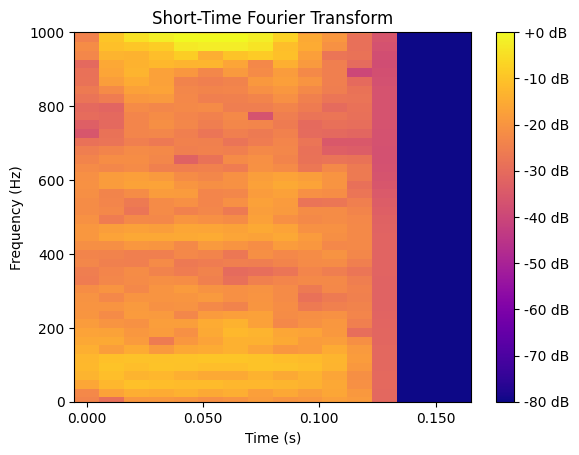 Short-Time Fourier Transform
1000
800
600
400
200
0
Frequency (Hz)
0.000
0.050
0.100
0.150
Time (s)
+0 dB
-10 dB
-20 dB
-30 dB
-40 dB
-50 dB
-60 dB
-70 dB
-80 dB